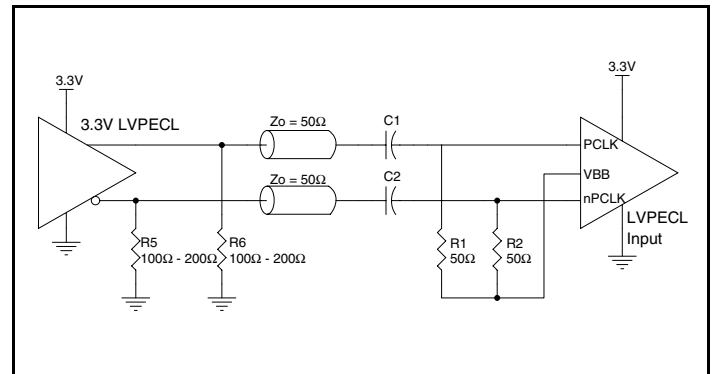 3.3V
3.3V LVPECL
Zo = 50Ω
C1
3.3V
PCLK
Zo = 50Ω
C2
VBB
nPCLK
LVPECL
Input
R5
100Ω - 200Ω
R6
100Ω - 200Ω
R1
50Ω
R2
50Ω